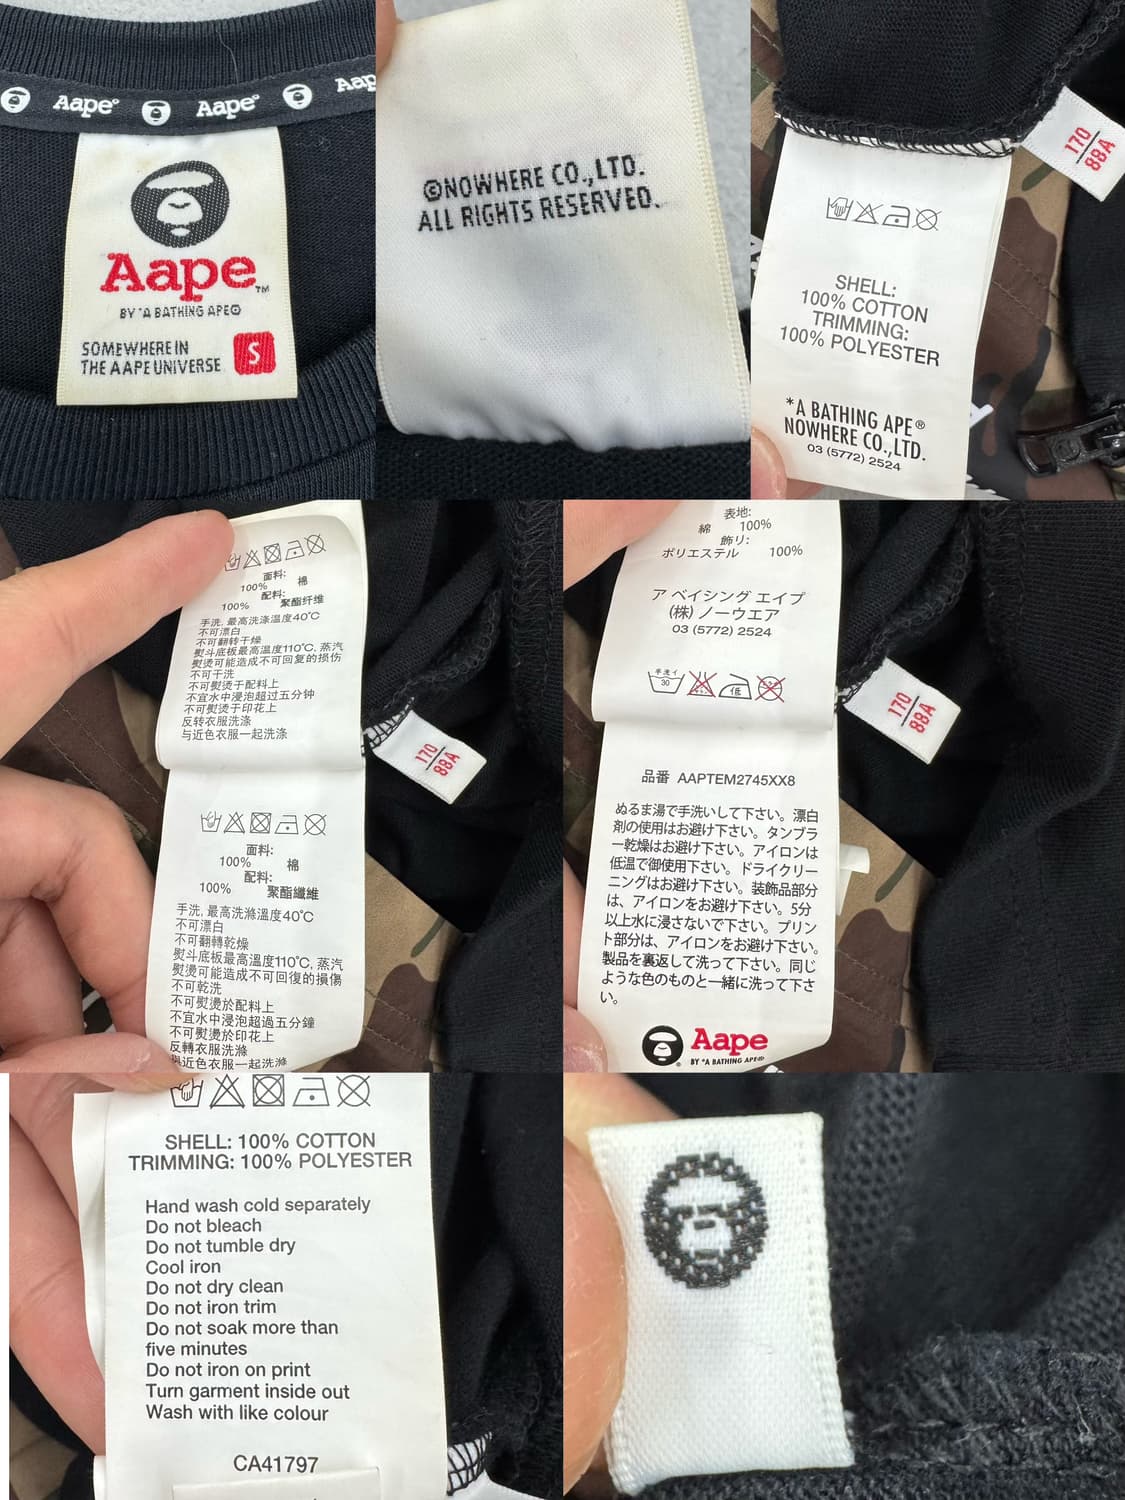 Aape
Aape
Aap
Aape™
BY *A BATHING APE®
SOMEWHERE IN
THE AAPE UNIVERSE
S
©NOWHERE CO.,LTD.
ALL RIGHTS RESERVED.
170
88A
SHELL:
100% COTTON
TRIMMING:
100% POLYESTER
*A BATHING APE®
NOWHERE CO.,LTD.
03 (5772) 2524
面料:
100% 棉
配料:
100% 聚酯纤维
手洗, 最高洗涤温度40℃
不可漂白
不可翻转干燥
熨斗底板最高温度110℃, 蒸汽
熨烫可能造成不可回复的损伤
不可干洗
不可熨烫于配料上
不宜水中浸泡超过五分钟
不可熨烫于印花上
反转衣服洗涤
与近色衣服一起洗涤
170
88A
面料:
100% 棉
配料:
100% 聚酯纖維
手洗, 最高洗滌溫度40℃
不可漂白
不可翻轉乾燥
熨斗底板最高溫度110℃, 蒸汽
熨燙可能造成不可回復的損傷
不可乾洗
不可熨燙於配料上
不宜水中浸泡超過五分鐘
不可熨燙於印花上
反轉衣服洗滌
與近色衣服一起洗滌
表地:
綿 100%
飾り:
ポリエステル 100%
ア ベイシング エイプ
(株) ノーウエア
03 (5772) 2524
手洗イ
30
低
170
88A
品番 AAPTEM2745XX8
ぬるま湯で手洗いして下さい。漂白
剤の使用はお避け下さい。タンブラ
ー乾燥はお避け下さい。アイロンは
低温で御使用下さい。ドライクリー
ニングはお避け下さい。装飾品部分
は、アイロンをお避け下さい。5分
以上水に浸さないで下さい。プリン
ト部分は、アイロンをお避け下さい。
製品を裏返して洗って下さい。同じ
ような色のものと一緒に洗って下さ
い。
Aape
BY *A BATHING APE®
SHELL: 100% COTTON
TRIMMING: 100% POLYESTER
Hand wash cold separately
Do not bleach
Do not tumble dry
Cool iron
Do not dry clean
Do not iron trim
Do not soak more than
five minutes
Do not iron on print
Turn garment inside out
Wash with like colour
CA41797